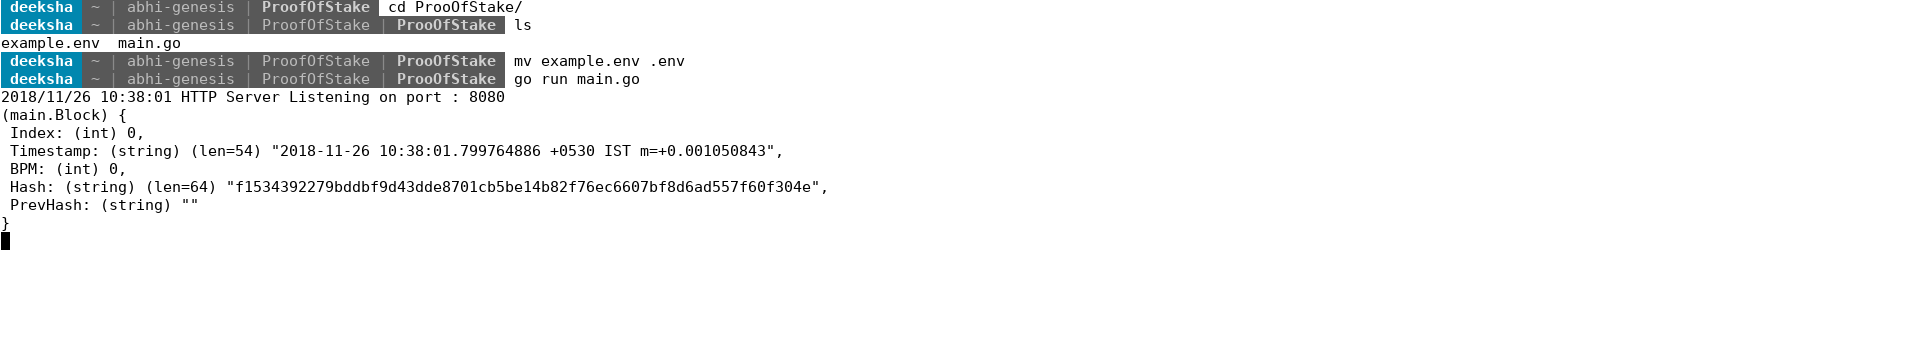 deeksha ~ | abhi-genesis | ProofOfStake cd ProoOfStake/
deeksha ~ | abhi-genesis | ProofOfStake | ProoOfStake ls
example.env  main.go
deeksha ~ | abhi-genesis | ProofOfStake | ProoOfStake mv example.env .env
deeksha ~ | abhi-genesis | ProofOfStake | ProoOfStake go run main.go
2018/11/26 10:38:01 HTTP Server Listening on port : 8080
(main.Block) {
 Index: (int) 0,
 Timestamp: (string) (len=54) "2018-11-26 10:38:01.799764886 +0530 IST m=+0.001050843",
 BPM: (int) 0,
 Hash: (string) (len=64) "f1534392279bddbf9d43dde8701cb5be14b82f76ec6607bf8d6ad557f60f304e",
 PrevHash: (string) ""
}